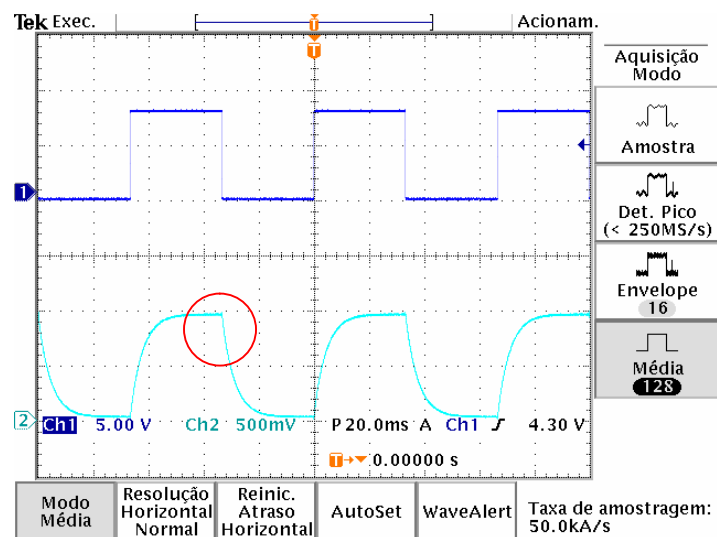 Tek Exec.
Acionam.
T
T
Aquisição
Modo
Amostra
Det. Pico
(< 250MS/s)
Envelope
16
Média
128
1
2
Ch1 5.00 V Ch2 500mV P 20.0ms A Ch1 4.30 V
T 0.00000 s
Modo
Média
Resolução
Horizontal
Normal
Reinic.
Atraso
Horizontal
AutoSet
WaveAlert
Taxa de amostragem:
50.0kA/s